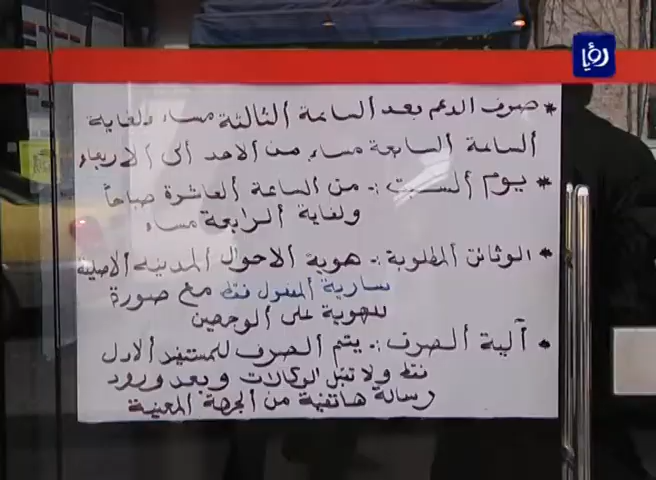 رؤيا
* صرف الدعم بعد الساعة الثالثة مساء ولغاية
الساعة السابعة مساء من الاحد الى الاربعاء
* يوم السبت :- من الساعة العاشرة صباحاً
ولغاية الرابعة مساء
* الوثائق المطلوبة :- هوية الاحوال المدنيه الاصلية
سارية المفعول فقط مع صورة
للهوية على الوجهين
* آلية الصرف :- يتم الصرف للمستفيد الاول
فقط ولا تقبل الوكالات وبعد ورود
رسالة هاتفية من الجهة المعنية